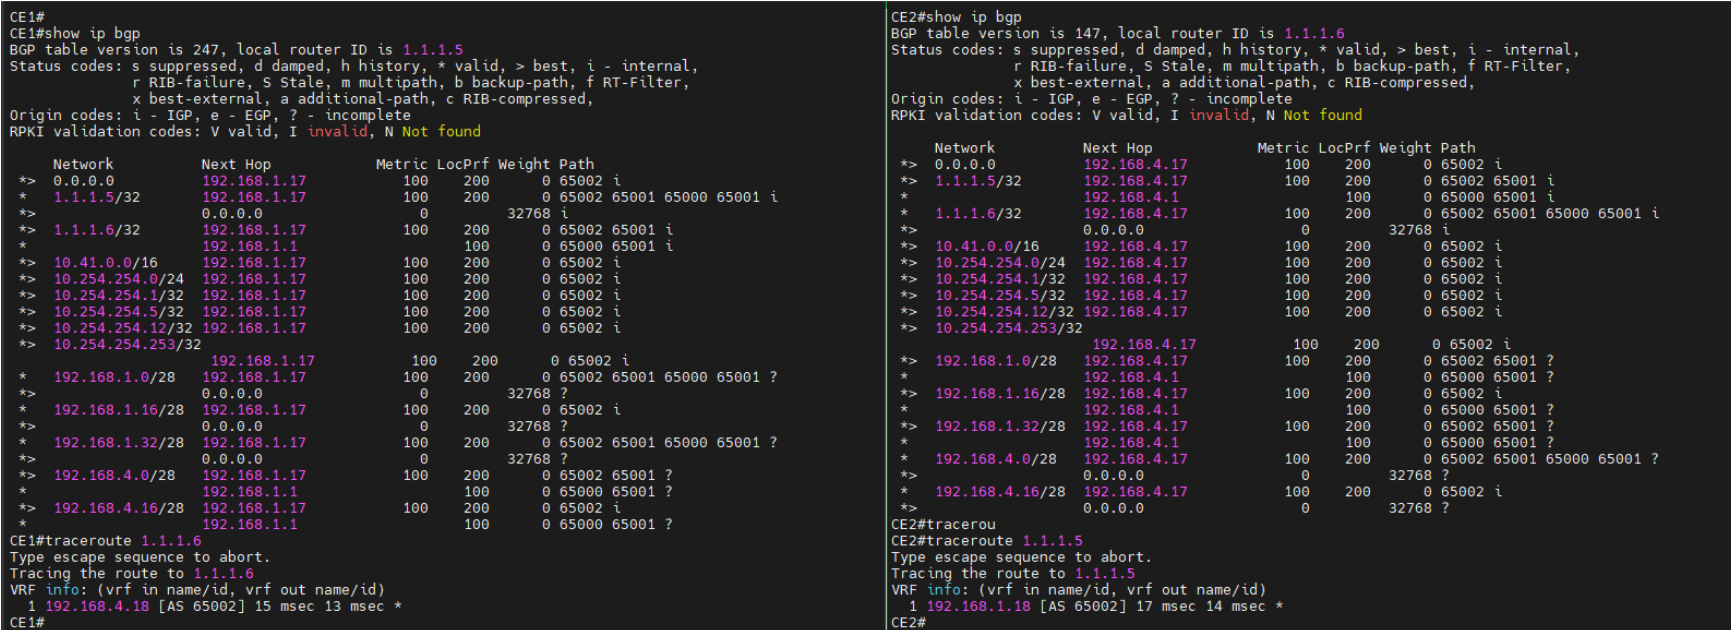 CE1#
CE1#show ip bgp
BGP table version is 247, local router ID is 1.1.1.5
Status codes: s suppressed, d damped, h history, * valid, > best, i - internal,
              r RIB-failure, S Stale, m multipath, b backup-path, f RT-Filter,
              x best-external, a additional-path, c RIB-compressed,
Origin codes: i - IGP, e - EGP, ? - incomplete
RPKI validation codes: V valid, I invalid, N Not found

     Network          Next Hop            Metric LocPrf Weight Path
 *>  0.0.0.0          192.168.1.17           100    200      0 65002 i
 *   1.1.1.5/32       192.168.1.17           100    200      0 65002 65001 65000 65001 i
 *>                   0.0.0.0                  0         32768 i
 *>  1.1.1.6/32       192.168.1.17           100    200      0 65002 65001 i
 *                    192.168.1.1                   100      0 65000 65001 i
 *>  10.41.0.0/16     192.168.1.17           100    200      0 65002 i
 *>  10.254.254.0/24  192.168.1.17           100    200      0 65002 i
 *>  10.254.254.1/32  192.168.1.17           100    200      0 65002 i
 *>  10.254.254.5/32  192.168.1.17           100    200      0 65002 i
 *>  10.254.254.12/32 192.168.1.17           100    200      0 65002 i
 *>  10.254.254.253/32
                       192.168.1.17           100    200      0 65002 i
 *   192.168.1.0/28   192.168.1.17           100    200      0 65002 65001 65000 65001 ?
 *>                   0.0.0.0                  0         32768 ?
 *   192.168.1.16/28  192.168.1.17           100    200      0 65002 i
 *>                   0.0.0.0                  0         32768 ?
 *   192.168.1.32/28  192.168.1.17           100    200      0 65002 65001 65000 65001 ?
 *>                   0.0.0.0                  0         32768 ?
 *>  192.168.4.0/28   192.168.1.17           100    200      0 65002 65001 ?
 *                    192.168.1.1                   100      0 65000 65001 ?
 *>  192.168.4.16/28  192.168.1.17           100    200      0 65002 i
 *                    192.168.1.1                   100      0 65000 65001 ?
CE1#traceroute 1.1.1.6
Type escape sequence to abort.
Tracing the route to 1.1.1.6
VRF info: (vrf in name/id, vrf out name/id)
  1 192.168.4.18 [AS 65002] 15 msec 13 msec *
CE1#
CE2#show ip bgp
BGP table version is 147, local router ID is 1.1.1.6
Status codes: s suppressed, d damped, h history, * valid, > best, i - internal,
              r RIB-failure, S Stale, m multipath, b backup-path, f RT-Filter,
              x best-external, a additional-path, c RIB-compressed,
Origin codes: i - IGP, e - EGP, ? - incomplete
RPKI validation codes: V valid, I invalid, N Not found

     Network          Next Hop            Metric LocPrf Weight Path
 *>  0.0.0.0          192.168.4.17           100    200      0 65002 i
 *>  1.1.1.5/32       192.168.4.17           100    200      0 65002 65001 i
 *                    192.168.4.1                   100      0 65000 65001 i
 *   1.1.1.6/32       192.168.4.17           100    200      0 65002 65001 65000 65001 i
 *>                   0.0.0.0                  0         32768 i
 *>  10.41.0.0/16     192.168.4.17           100    200      0 65002 i
 *>  10.254.254.0/24  192.168.4.17           100    200      0 65002 i
 *>  10.254.254.1/32  192.168.4.17           100    200      0 65002 i
 *>  10.254.254.5/32  192.168.4.17           100    200      0 65002 i
 *>  10.254.254.12/32 192.168.4.17           100    200      0 65002 i
 *>  10.254.254.253/32
                       192.168.4.17           100    200      0 65002 i
 *>  192.168.1.0/28   192.168.4.17           100    200      0 65002 65001 ?
 *                    192.168.4.1                   100      0 65000 65001 ?
 *>  192.168.1.16/28  192.168.4.17           100    200      0 65002 i
 *                    192.168.4.1                   100      0 65000 65001 ?
 *>  192.168.1.32/28  192.168.4.17           100    200      0 65002 65001 ?
 *                    192.168.4.1                   100      0 65000 65001 ?
 *   192.168.4.0/28   192.168.4.17           100    200      0 65002 65001 65000 65001 ?
 *>                   0.0.0.0                  0         32768 ?
 *   192.168.4.16/28  192.168.4.17           100    200      0 65002 i
 *>                   0.0.0.0                  0         32768 ?
CE2#tracerou
CE2#traceroute 1.1.1.5
Type escape sequence to abort.
Tracing the route to 1.1.1.5
VRF info: (vrf in name/id, vrf out name/id)
  1 192.168.1.18 [AS 65002] 17 msec 14 msec *
CE2#